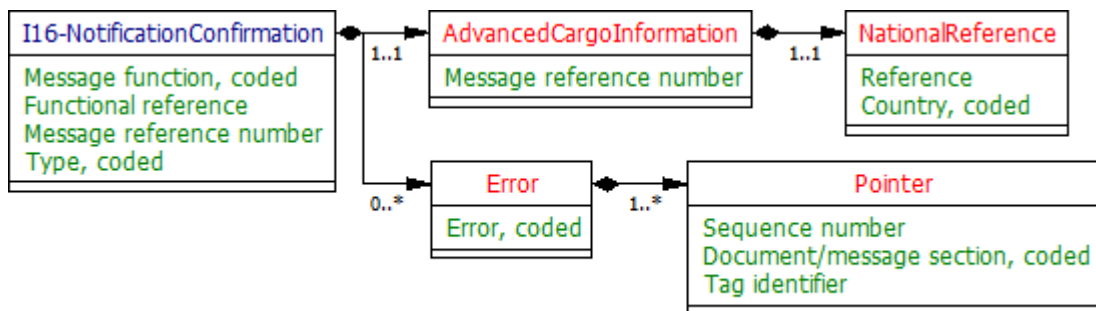 I16-NotificationConfirmation
Message function, coded
Functional reference
Message reference number
Type, coded
1..1
AdvancedCargoInformation
Message reference number
1..1
NationalReference
Reference
Country, coded
0..*
Error
Error, coded
1..*
Pointer
Sequence number
Document/message section, coded
Tag identifier